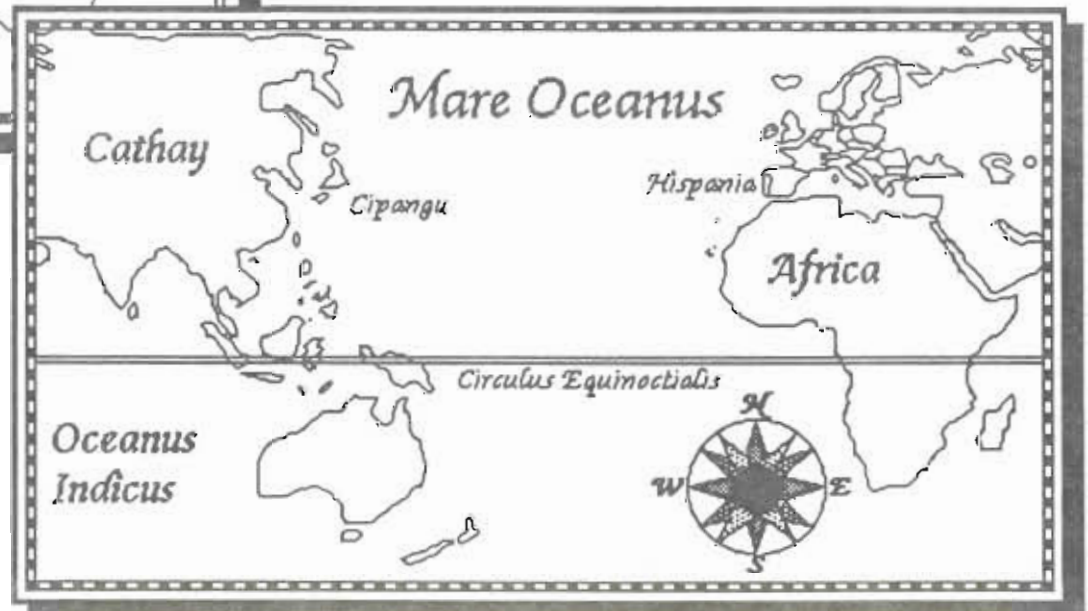 Mare Oceanus
Cathay
Hispania
Cipangu
Africa
Circulus Equinoctialis
Oceanus
Indicus
N
W
E
S